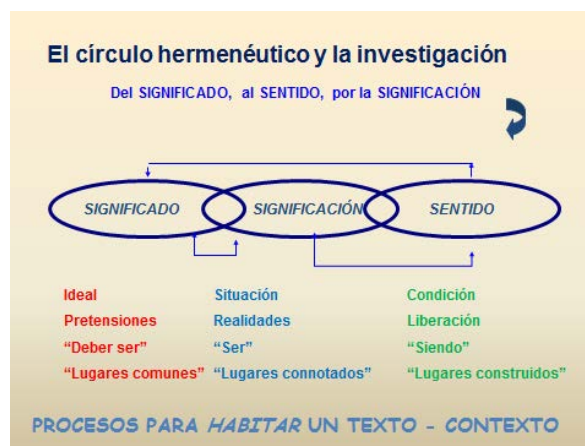 El círculo hermenéutico y la investigación
Del SIGNIFICADO, al SENTIDO, por la SIGNIFICACIÓN
SIGNIFICADO SIGNIFICACIÓN SENTIDO
Ideal Situación Condición
Pretensiones Realidades Liberación
“Deber ser” “Ser” “Siendo”
“Lugares comunes” “Lugares connotados” “Lugares construidos”
PROCESOS PARA HABITAR UN TEXTO - CONTEXTO